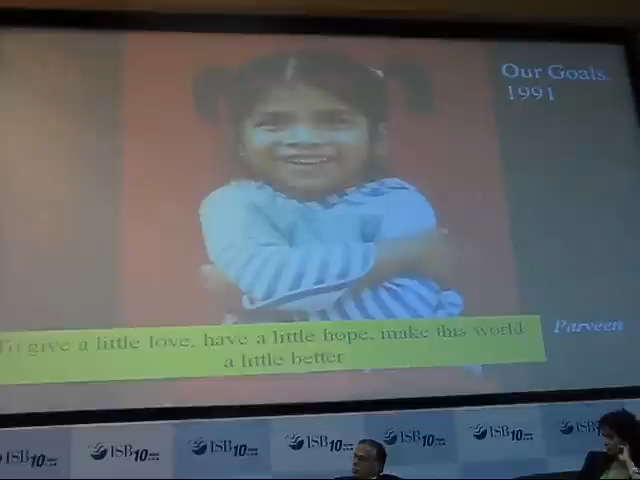 Our Goals.
1991
To give a little love, have a little hope, make this world
a little better
Parveen
ISB10
ISB10
ISB10
ISB10
ISB10
ISB10
ISB